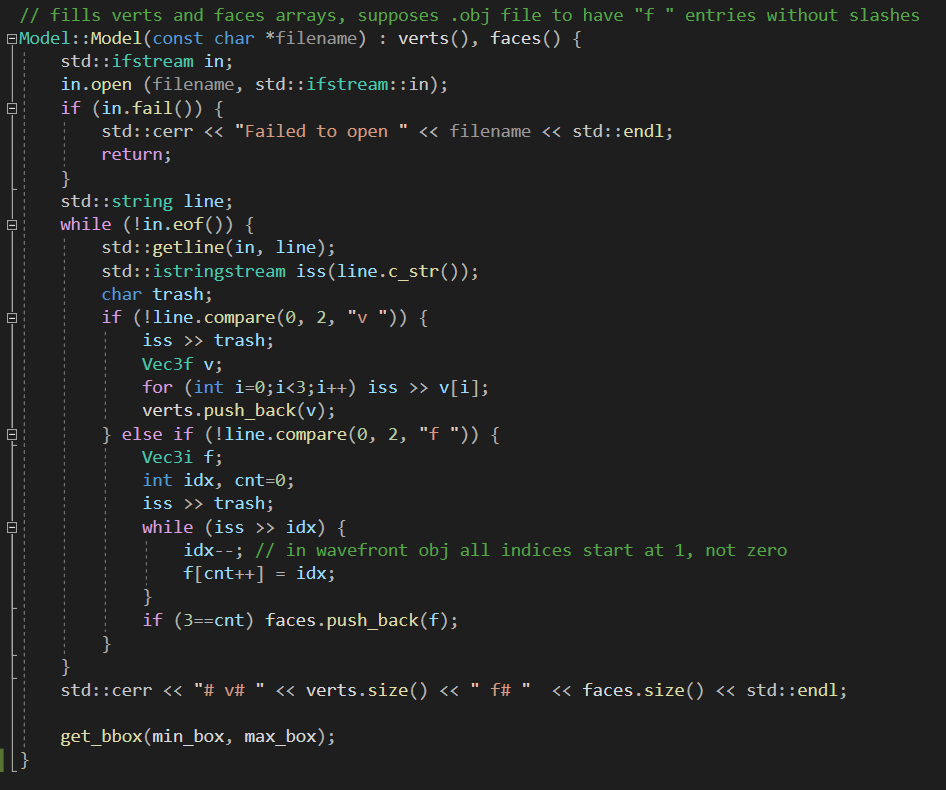 // fills verts and faces arrays, supposes .obj file to have "f " entries without slashes
Model::Model(const char *filename) : verts(), faces() {
    std::ifstream in;
    in.open (filename, std::ifstream::in);
    if (in.fail()) {
        std::cerr << "Failed to open " << filename << std::endl;
        return;
    }
    std::string line;
    while (!in.eof()) {
        std::getline(in, line);
        std::istringstream iss(line.c_str());
        char trash;
        if (!line.compare(0, 2, "v ")) {
            iss >> trash;
            Vec3f v;
            for (int i=0;i<3;i++) iss >> v[i];
            verts.push_back(v);
        } else if (!line.compare(0, 2, "f ")) {
            Vec3i f;
            int idx, cnt=0;
            iss >> trash;
            while (iss >> idx) {
                idx--; // in wavefront obj all indices start at 1, not zero
                f[cnt++] = idx;
            }
            if (3==cnt) faces.push_back(f);
        }
    }
    std::cerr << "# v# " << verts.size() << " f# "  << faces.size() << std::endl;

    get_bbox(min_box, max_box);
}